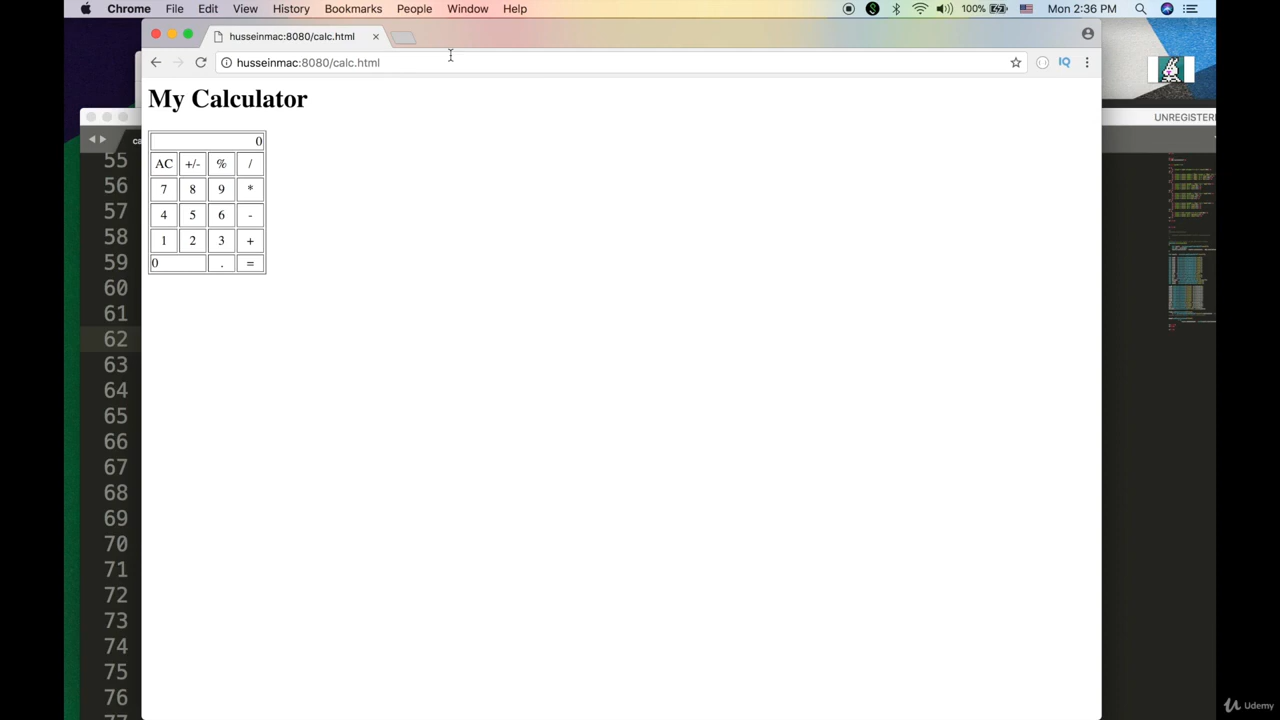 Chrome File Edit View History Bookmarks People Window Help 100% Mon 2:36 PM
husseinmac:8080/calc.html
husseinmac:8080/calc.html IQ
My Calculator
0
AC +/- % /
7 8 9 *
4 5 6 -
1 2 3 +
0 . =
UNREGISTERE
ca
55
56
57
58
59
60
61
62
63
64
65
66
67
68
69
70
71
72
73
74
75
76
Udemy